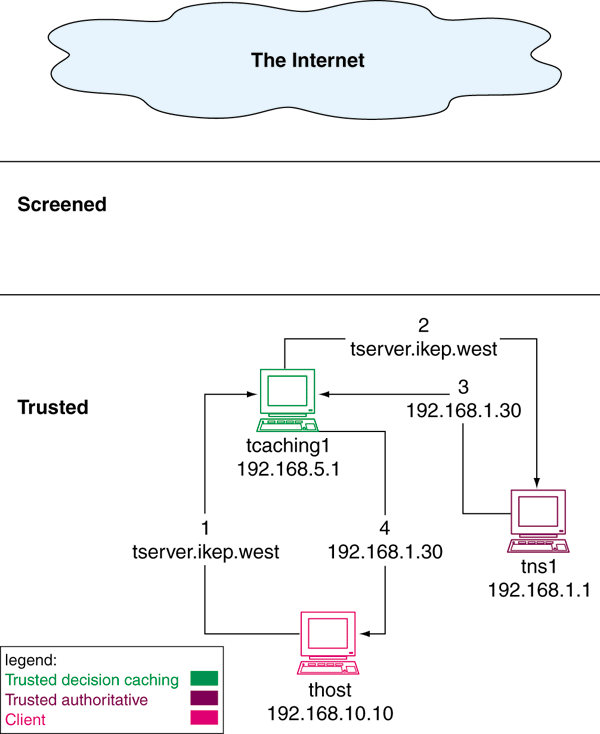 The Internet
Screened
Trusted
2
tserver.ikep.west
3
192.168.1.30
tcaching1
192.168.5.1
1
tserver.ikep.west
4
192.168.1.30
tns1
192.168.1.1
thost
192.168.10.10
legend:
Trusted decision caching
Trusted authoritative
Client